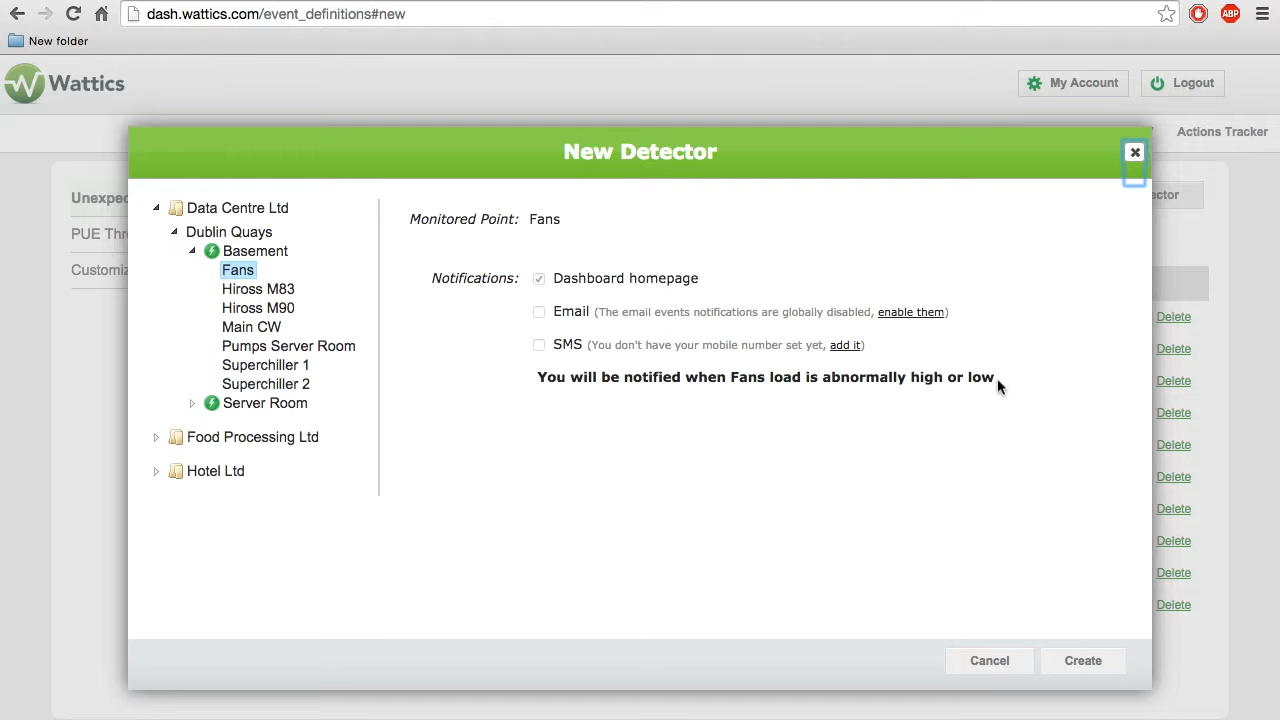 dash.wattics.com/event_definitions#new
ABP
New folder
Wattics
My Account
Logout
Actions Tracker
New Detector
Unexpec
PUE Thr
Customiz
ector
Data Centre Ltd
Dublin Quays
Basement
Fans
Hiross M83
Hiross M90
Main CW
Pumps Server Room
Superchiller 1
Superchiller 2
Server Room
Food Processing Ltd
Hotel Ltd
Monitored Point: Fans
Notifications: Dashboard homepage
Email (The email events notifications are globally disabled, enable them)
SMS (You don't have your mobile number set yet, add it)
You will be notified when Fans load is abnormally high or low
Delete
Delete
Delete
Delete
Delete
Delete
Delete
Delete
Delete
Delete
Cancel
Create